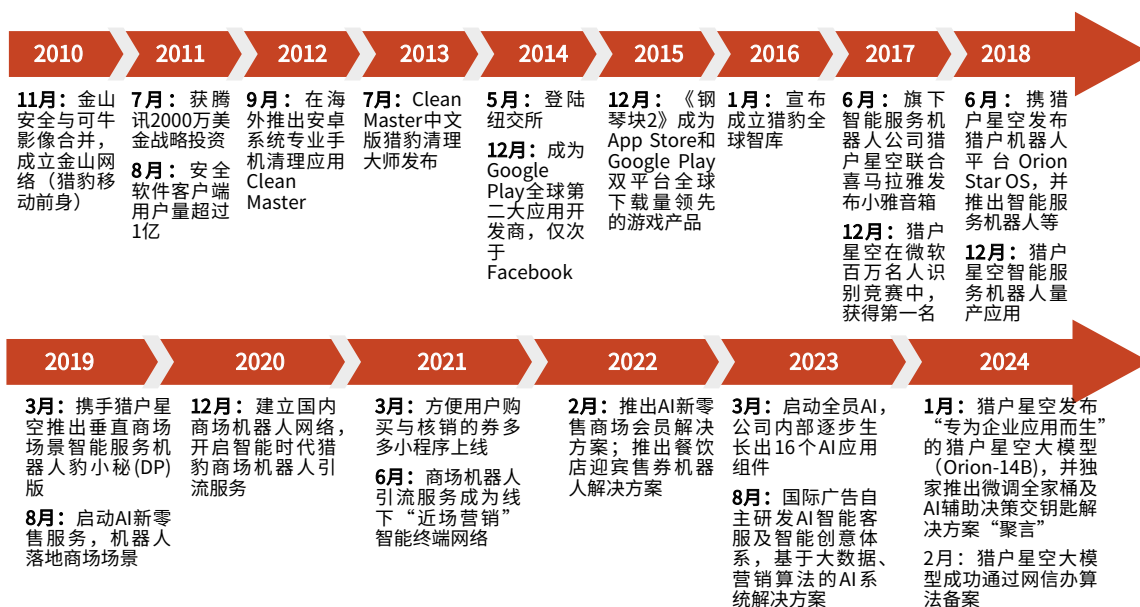 2010
2011
2012
2013
2014
2015
2016
2017
2018
11月：金山
安全与可牛
影像合并，
成立金山网
络（猎豹移
动前身）
7月：获腾
讯2000万美
金战略投资
8月：安全
软件客户端
用户量超过
1亿
9月：在海
外推出安卓
系统专业手
机清理应用
Clean
Master
7月：Clean
Master中文
版猎豹清理
大师发布
5月：登陆
纽交所
12月：成为
Google
Play全球第
二大应用开
发商，仅次
于
Facebook
12月：《钢
琴块2》成为
App Store和
Google Play
双平台全球
下载量领先
的游戏产品
1月：宣布
成立猎豹全
球智库
6月：旗下
智能服务机
器人公司猎
户星空联合
喜马拉雅发
布小雅音箱
12月：猎户
星空在微软
百万名人识
别竞赛中，
获得第一名
6月：携猎
户星空发布
猎户机器人
平台Orion
Star OS，并
推出智能服
务机器人等
12月：猎户
星空智能服
务机器人量
产应用
2019
2020
2021
2022
2023
2024
3月：携手猎户星
空推出垂直商场
场景智能服务机
器人豹小秘(DP)
版
8月：启动AI新零
售服务，机器人
落地商场场景
12月：建立国内
商场机器人网络，
开启智能时代猎
豹商场机器人引
流服务
3月：方便用户购
买与核销的券多
多小程序上线
6月：商场机器人
引流服务成为线
下“近场营销”
智能终端网络
2月：推出AI新零
售商场会员解决
方案；推出餐饮
店迎宾售券机器
人解决方案
3月：启动全员AI，
公司内部逐步生
长出16个AI应用
组件
8月：国际广告自
主研发AI智能客
服及智能创意体
系，基于大数据、
营销算法的AI系
统解决方案
1月：猎户星空发布
“专为企业应用而生”
的猎户星空大模型
（Orion-14B)，并独
家推出微调全家桶及
AI辅助决策交钥匙解
决方案“聚言”
2月：猎户星空大模
型成功通过网信办算
法备案